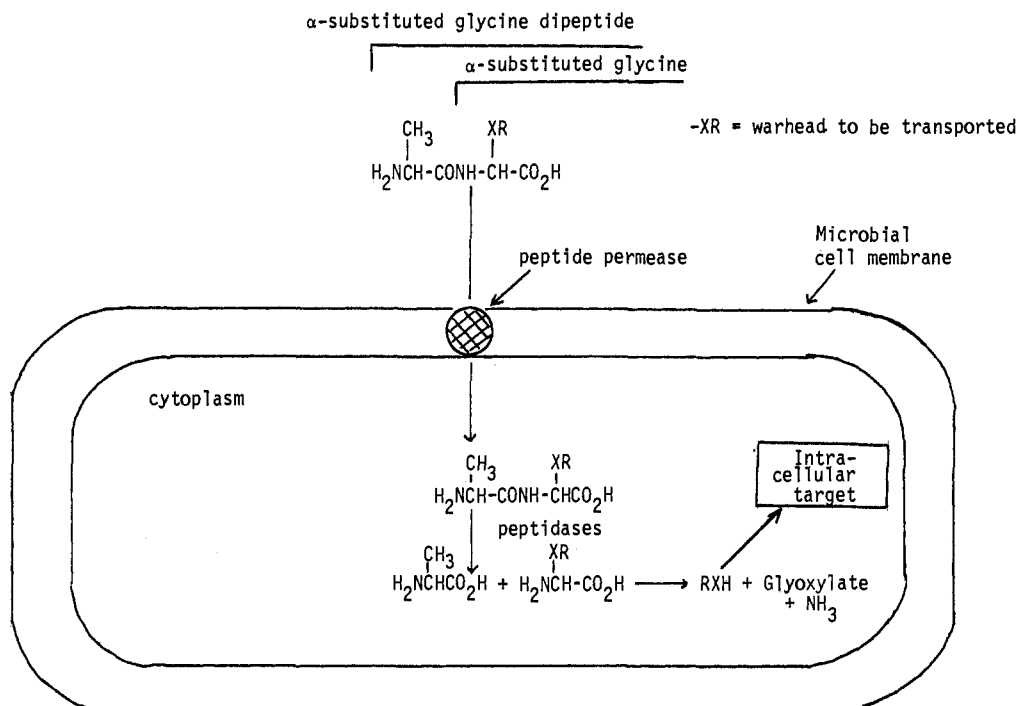 α-substituted glycine dipeptide
α-substituted glycine
CH3 XR
-XR = warhead to be transported
H2NCH-CONH-CH-CO2H
Microbial
cell membrane
peptide permease
cytoplasm
CH3 XR
H2NCH-CONH-CHCO2H
Intra-
cellular
target
peptidases
CH3 XR
H2NCHCO2H + H2NCH-CO2H RXH + Glyoxylate
+ NH3